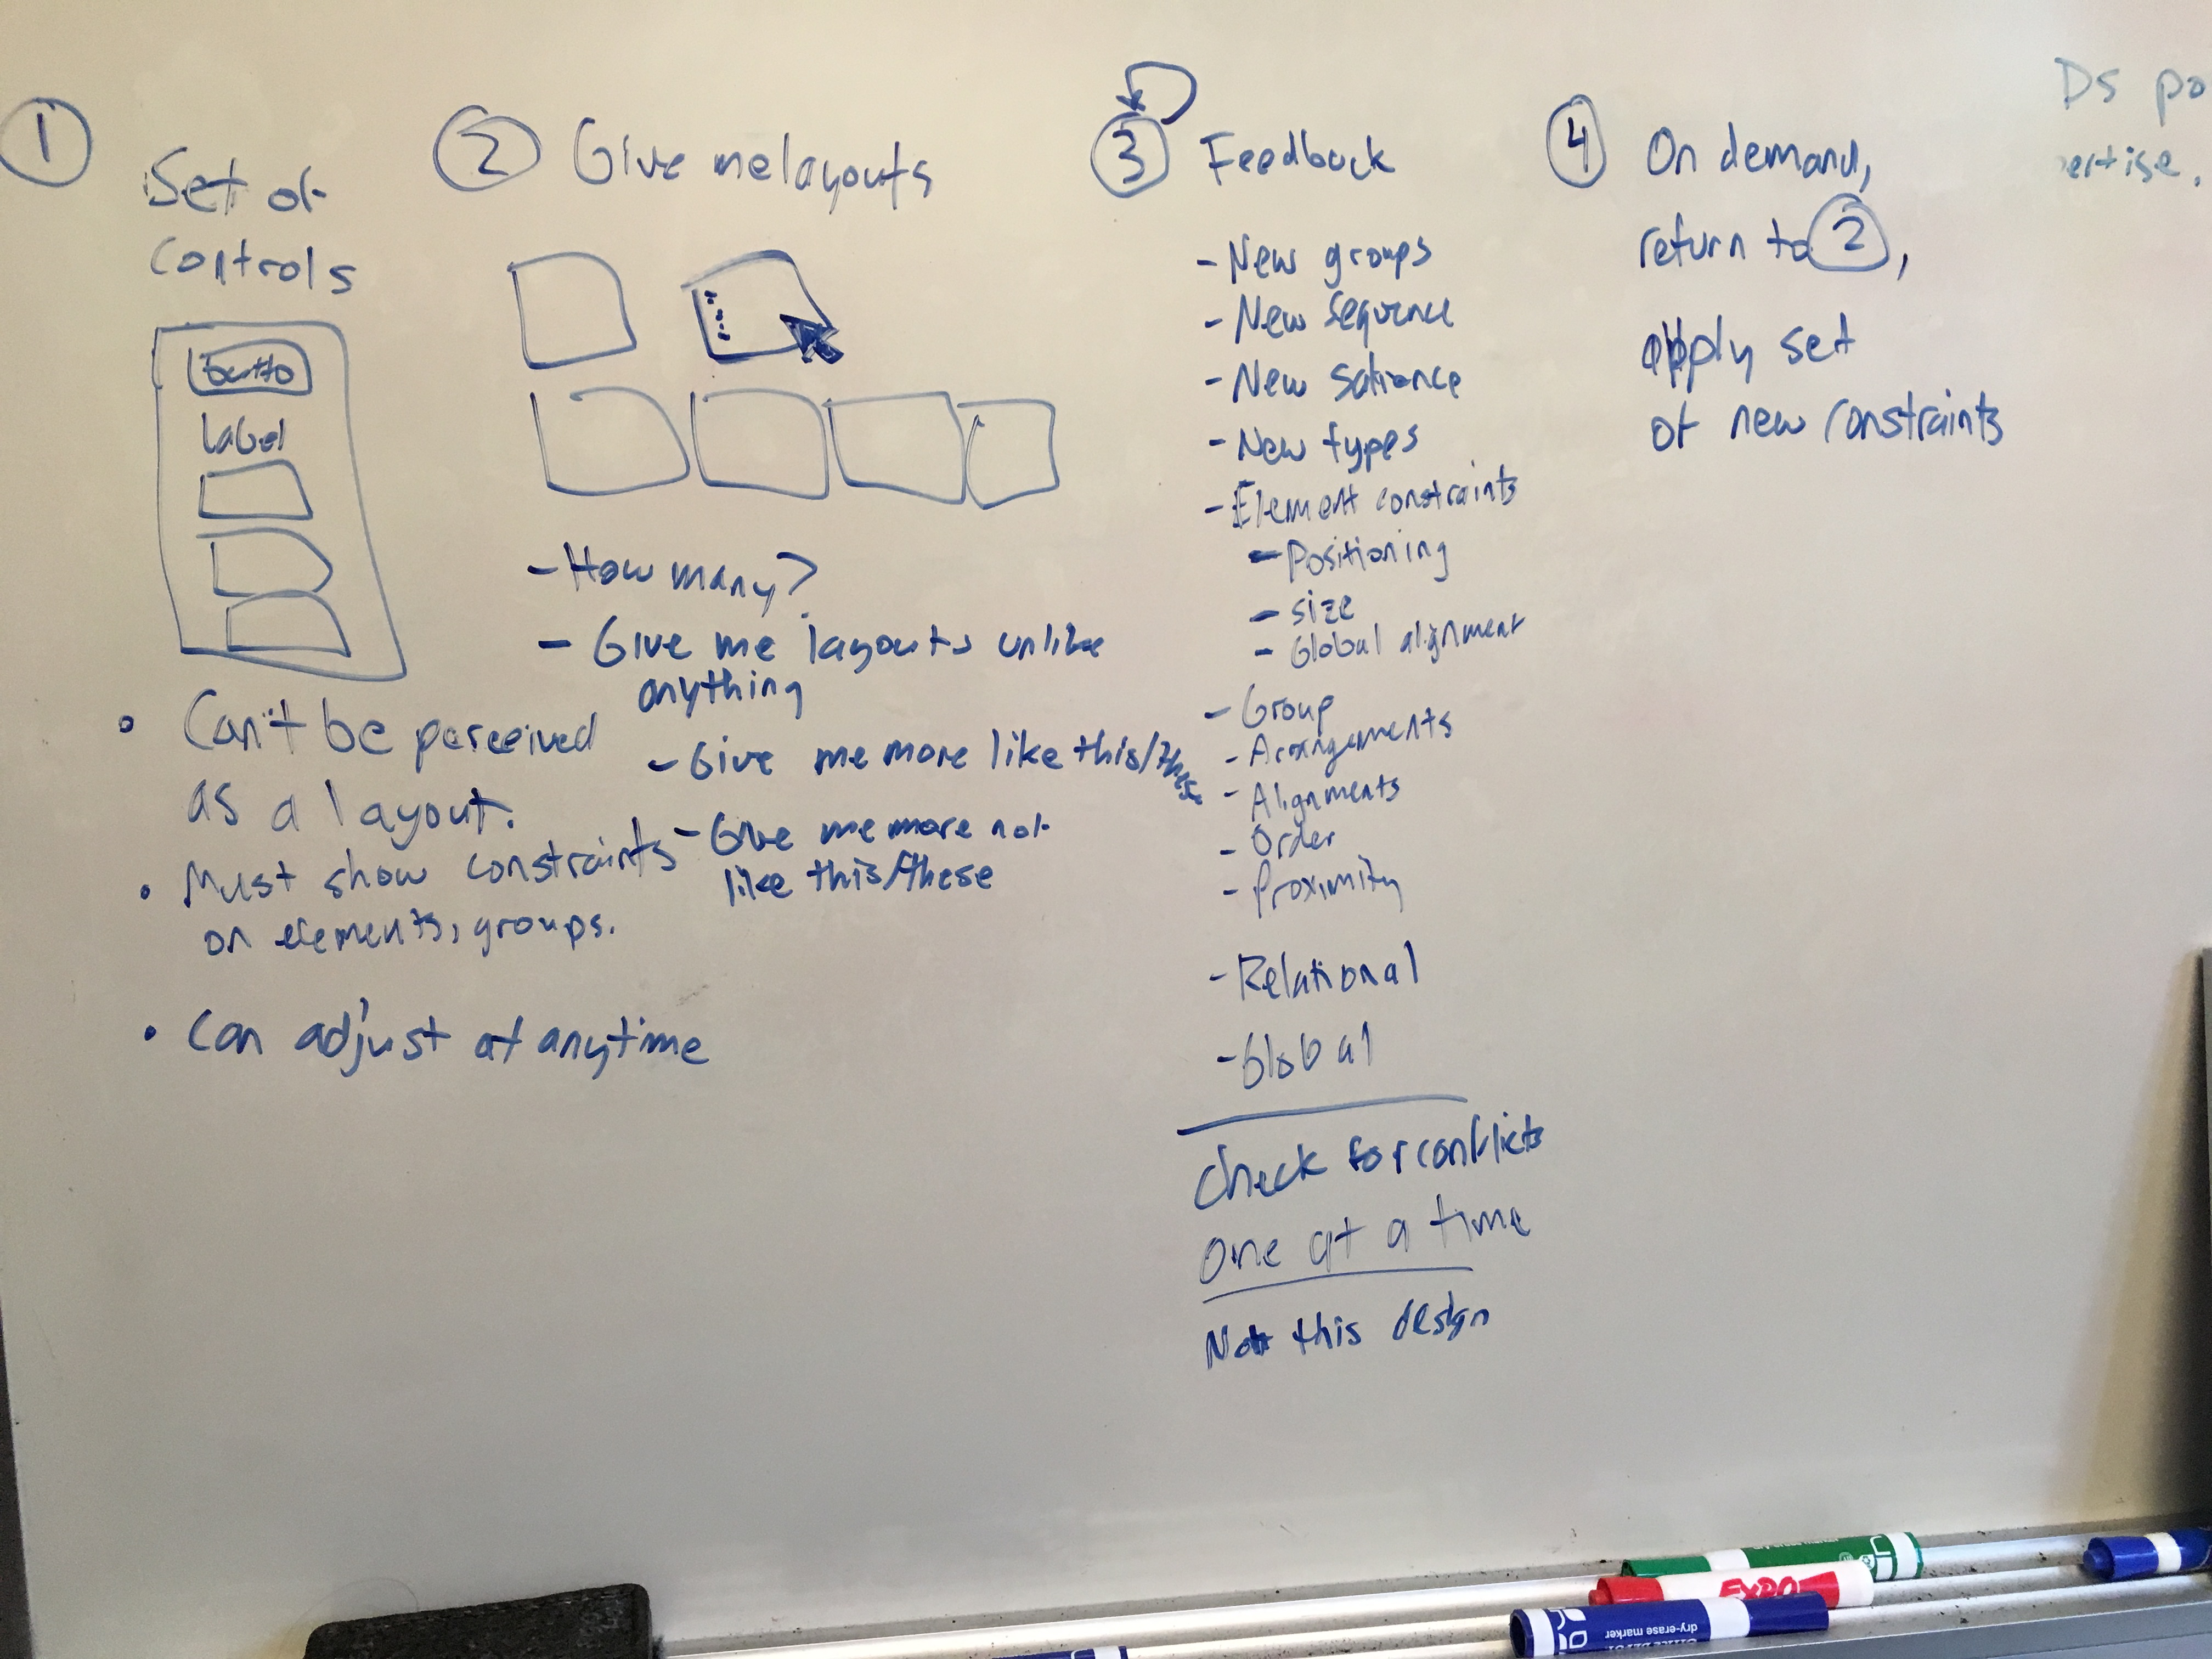 1
Set of
controls
button
label
• Can't be perceived
as a layout.
• Must show constraints
on elements, groups.
• Can adjust at anytime
2 Give me layouts
- How many?
- Give me layouts unlike
anything
- Give me more like this/these
- Give me more not
like this/these
3 Feedback
- New groups
- New sequence
- New saliance
- New types
- Element constraints
- Positioning
- size
- Global alignment
- Group
- Arrangements
- Alignments
- Order
- Proximity
- Relational
- Global
Check for conflicts
one at a time
Not this design
4 On demand,
return to 2,
apply set
of new constraints
Ds po
ertise.
EXPO
dry-erase marker